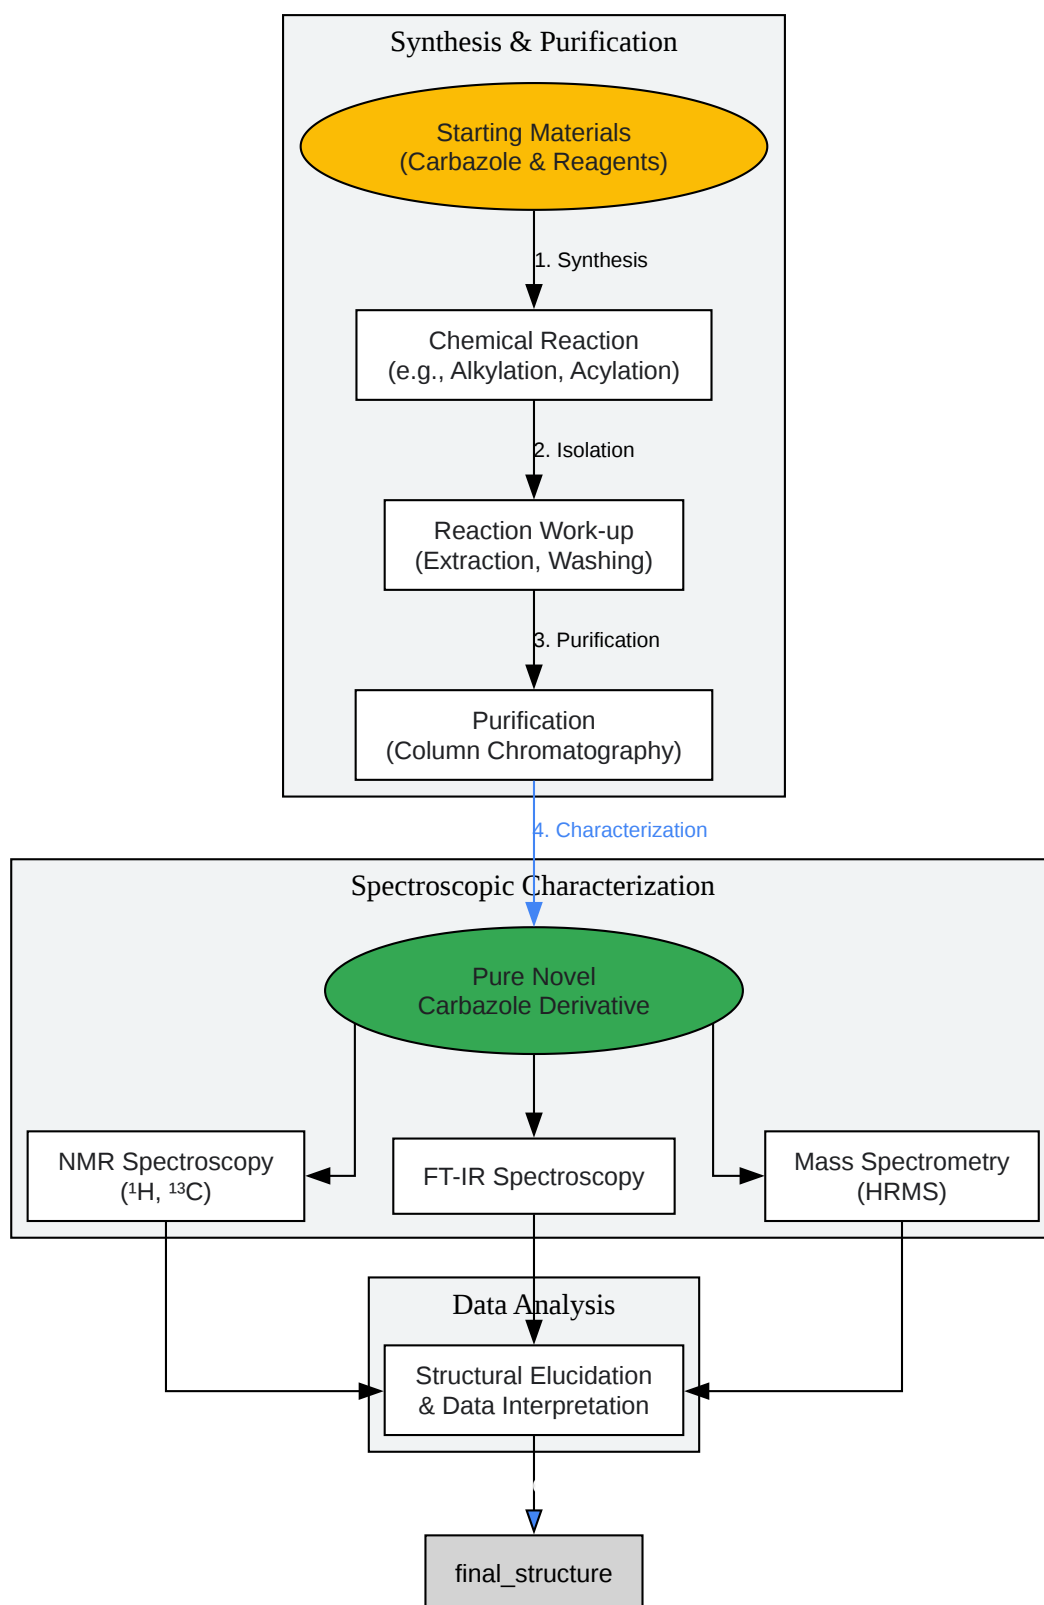 Synthesis & Purification
Starting Materials
(Carbazole & Reagents)
1. Synthesis
Chemical Reaction
(e.g., Alkylation, Acylation)
2. Isolation
Reaction Work-up
(Extraction, Washing)
3. Purification
Purification
(Column Chromatography)
4. Characterization
Spectroscopic Characterization
Pure Novel
Carbazole Derivative
NMR Spectroscopy
(¹H, ¹³C)
FT-IR Spectroscopy
Mass Spectrometry
(HRMS)
Data Analysis
Structural Elucidation
& Data Interpretation
final_structure